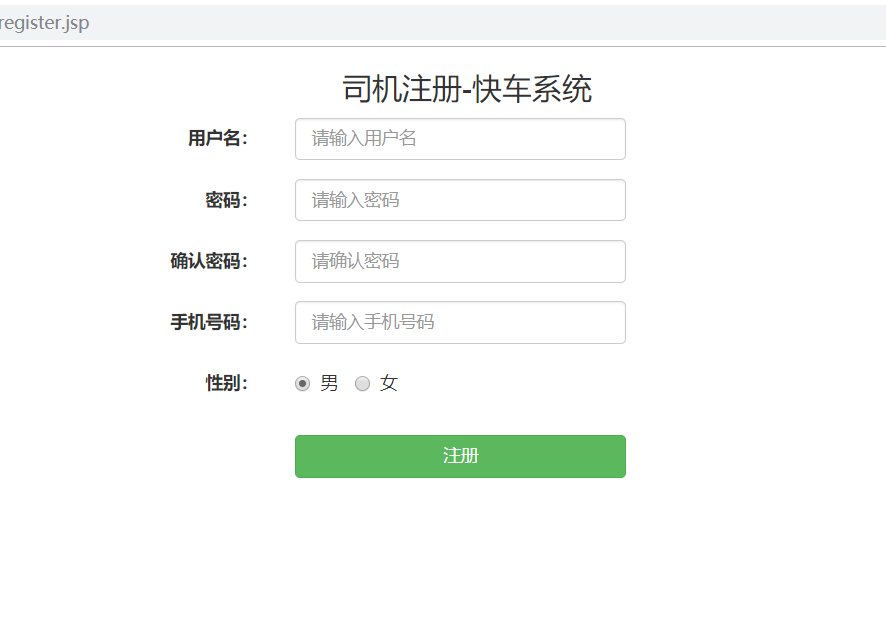 register.jsp
司机注册-快车系统
用户名： 请输入用户名
密码： 请输入密码
确认密码： 请确认密码
手机号码： 请输入手机号码
性别： 男 女
注册